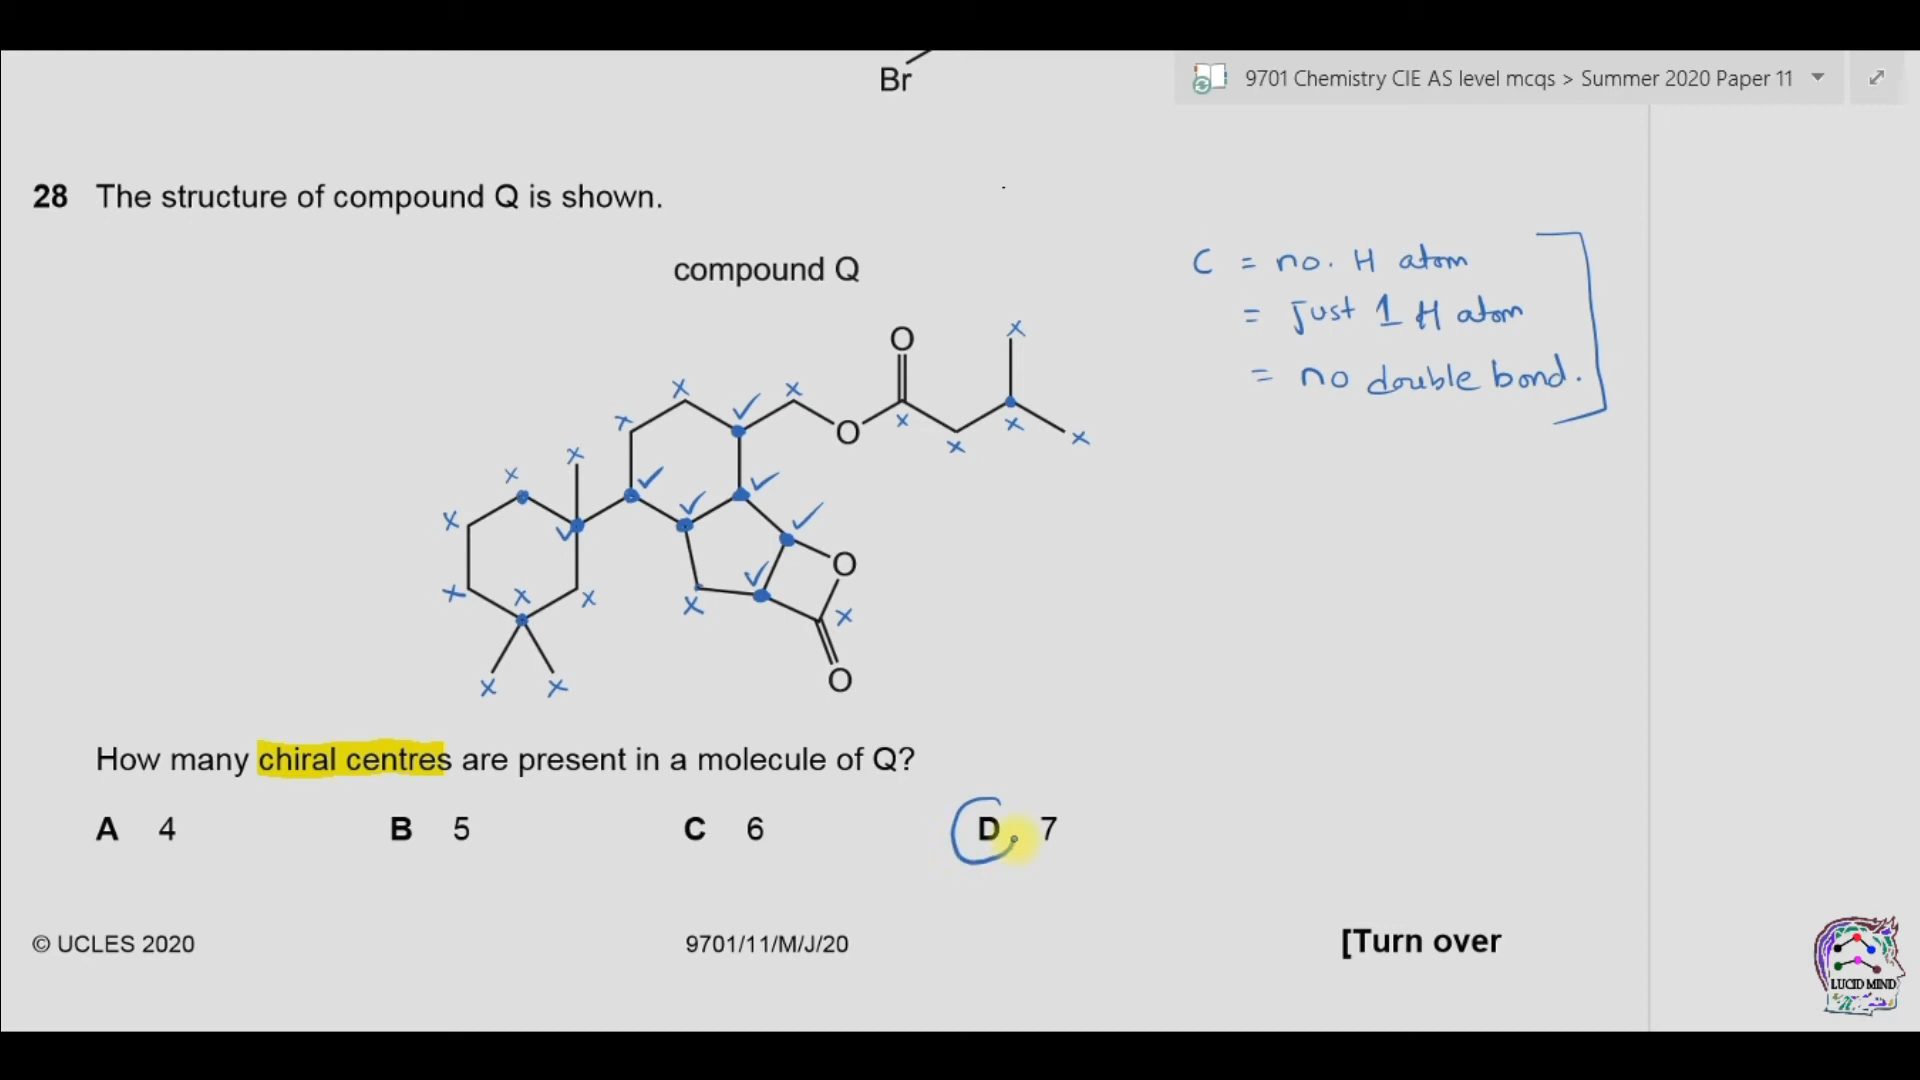 Br
9701 Chemistry CIE AS level mcqs > Summer 2020 Paper 11
28 The structure of compound Q is shown.
compound Q
C = no. H atom
= Just 1 H atom
= no double bond.
O
O
O
O
How many chiral centres are present in a molecule of Q?
A 4 B 5 C 6 D 7
© UCLES 2020 9701/11/M/J/20 [Turn over
LUCID MIND